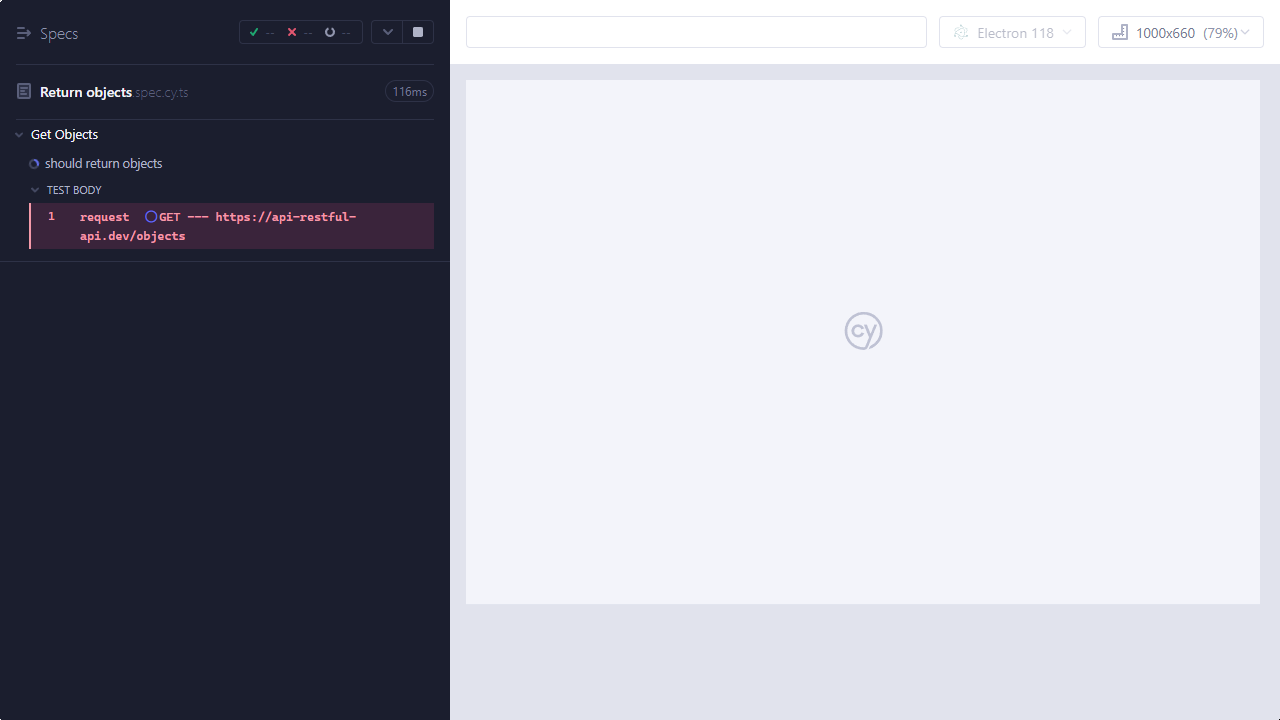 Specs
--
--
--
Electron 118
1000x660 (79%)
Return objects.spec.cy.ts
116ms
Get Objects
should return objects
TEST BODY
1 request GET --- https://api-restful-
api.dev/objects
cy